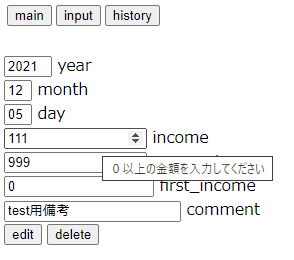 main input history
2021 year
12 month
05 day
111 income
999
0 以上の金額を入力してください
0 first_income
test用備考 comment
edit delete